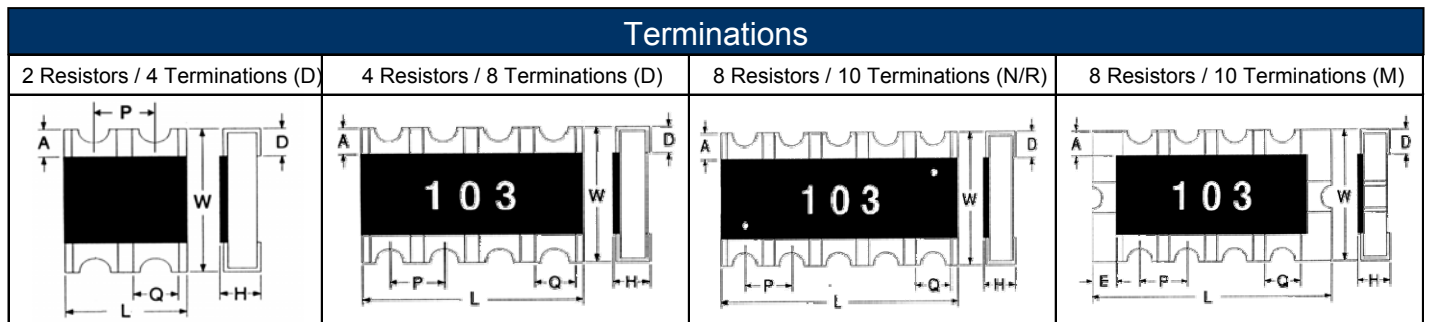 Terminations
2 Resistors / 4 Terminations (D)
4 Resistors / 8 Terminations (D)
8 Resistors / 10 Terminations (N/R)
8 Resistors / 10 Terminations (M)
P
A
D
W
Q
H
L
A
D
103
W
P
Q
H
L
A
D
103
W
P
Q
H
L
A
D
103
W
E
P
Q
H
L